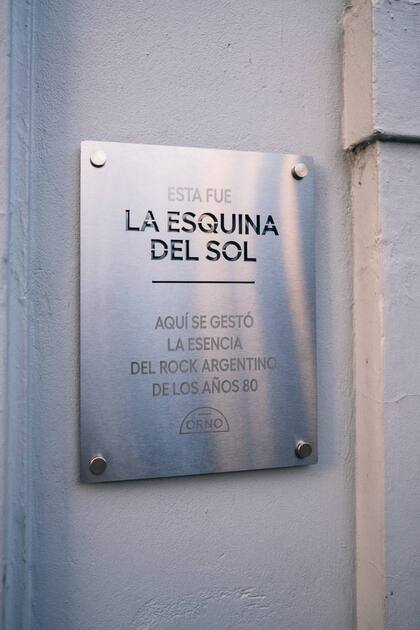 ESTA FUE
LA ESQUINA
DEL SOL
AQUÍ SE GESTÓ
LA ESENCIA
DEL ROCK ARGENTINO
DE LOS AÑOS 80
ORNO